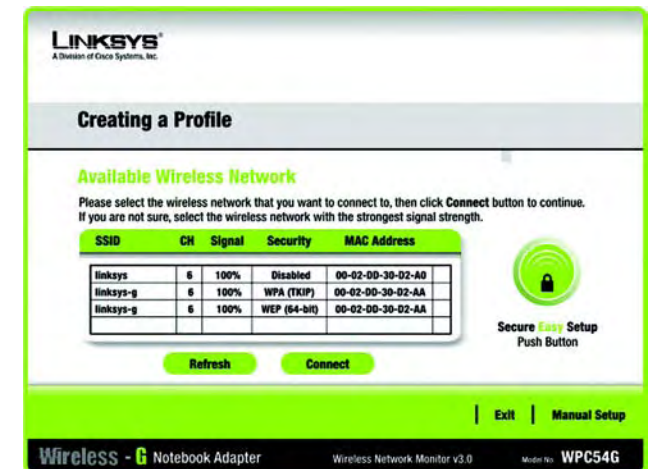 LINKSYS®
A Division of Cisco Systems, Inc.
Creating a Profile
Available Wireless Network
Please select the wireless network that you want to connect to, then click Connect button to continue.
If you are not sure, select the wireless network with the strongest signal strength.
SSID CH Signal Security MAC Address
linksys 6 100% Disabled 00-02-DD-30-D2-A0
linksys-g 6 100% WPA (TKIP) 00-02-DD-30-D2-AA
linksys-g 6 100% WEP (64-bit) 00-02-DD-30-D2-AA
Secure Easy Setup
Push Button
Refresh Connect
Exit Manual Setup
Wireless - G Notebook Adapter Wireless Network Monitor v3.0 Model No. WPC54G